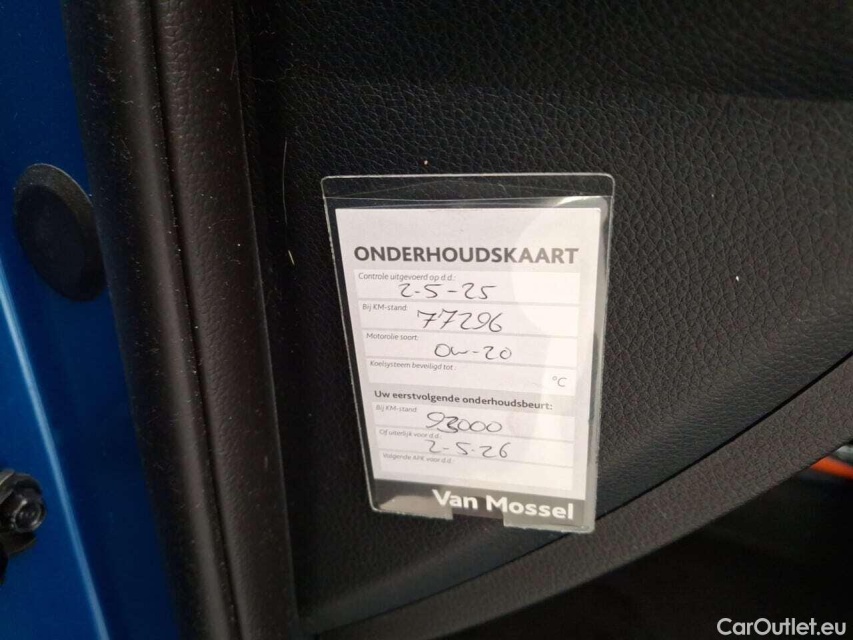 ONDERHOUDSKAART
Controle uitgevoerd op d.d.:
2-5-25
Bij KM-stand
77296
Motorolie soort:
0w-20
Koelsysteem beveiligd tot:
°C
Uw eerstvolgende onderhoudsbeurt:
Bij KM-stand
93000
Of uiterlijk voor d.d.:
2-5-26
Volgende APK voor d.d.:
Van Mossel
CarOutlet.eu